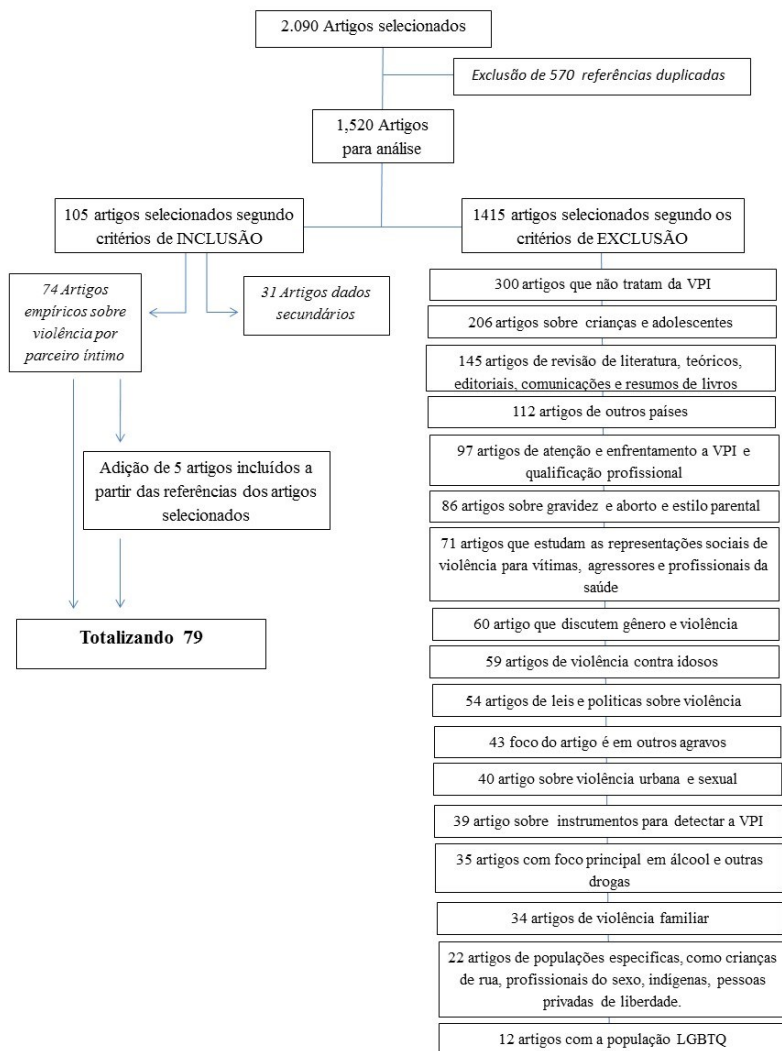 2.090 Artigos selecionados
Exclusão de 570 referências duplicadas
1,520 Artigos
para análise
105 artigos selecionados segundo
critérios de INCLUSÃO
1415 artigos selecionados segundo os
critérios de EXCLUSÃO
74 Artigos
empíricos sobre
violência por
parceiro íntimo
31 Artigos dados
secundários
Adição de 5 artigos incluídos a
partir das referências dos artigos
selecionados
Totalizando 79
300 artigos que não tratam da VPI
206 artigos sobre crianças e adolescentes
145 artigos de revisão de literatura, teóricos,
editoriais, comunicações e resumos de livros
112 artigos de outros países
97 artigos de atenção e enfrentamento a VPI e
qualificação profissional
86 artigos sobre gravidez e aborto e estilo parental
71 artigos que estudam as representações sociais de
violência para vítimas, agressores e profissionais da
saúde
60 artigo que discutem gênero e violência
59 artigos de violência contra idosos
54 artigos de leis e politicas sobre violência
43 foco do artigo é em outros agravos
40 artigo sobre violência urbana e sexual
39 artigo sobre instrumentos para detectar a VPI
35 artigos com foco principal em álcool e outras
drogas
34 artigos de violência familiar
22 artigos de populações especificas, como crianças
de rua, profissionais do sexo, indígenas, pessoas
privadas de liberdade.
12 artigos com a população LGBTQ